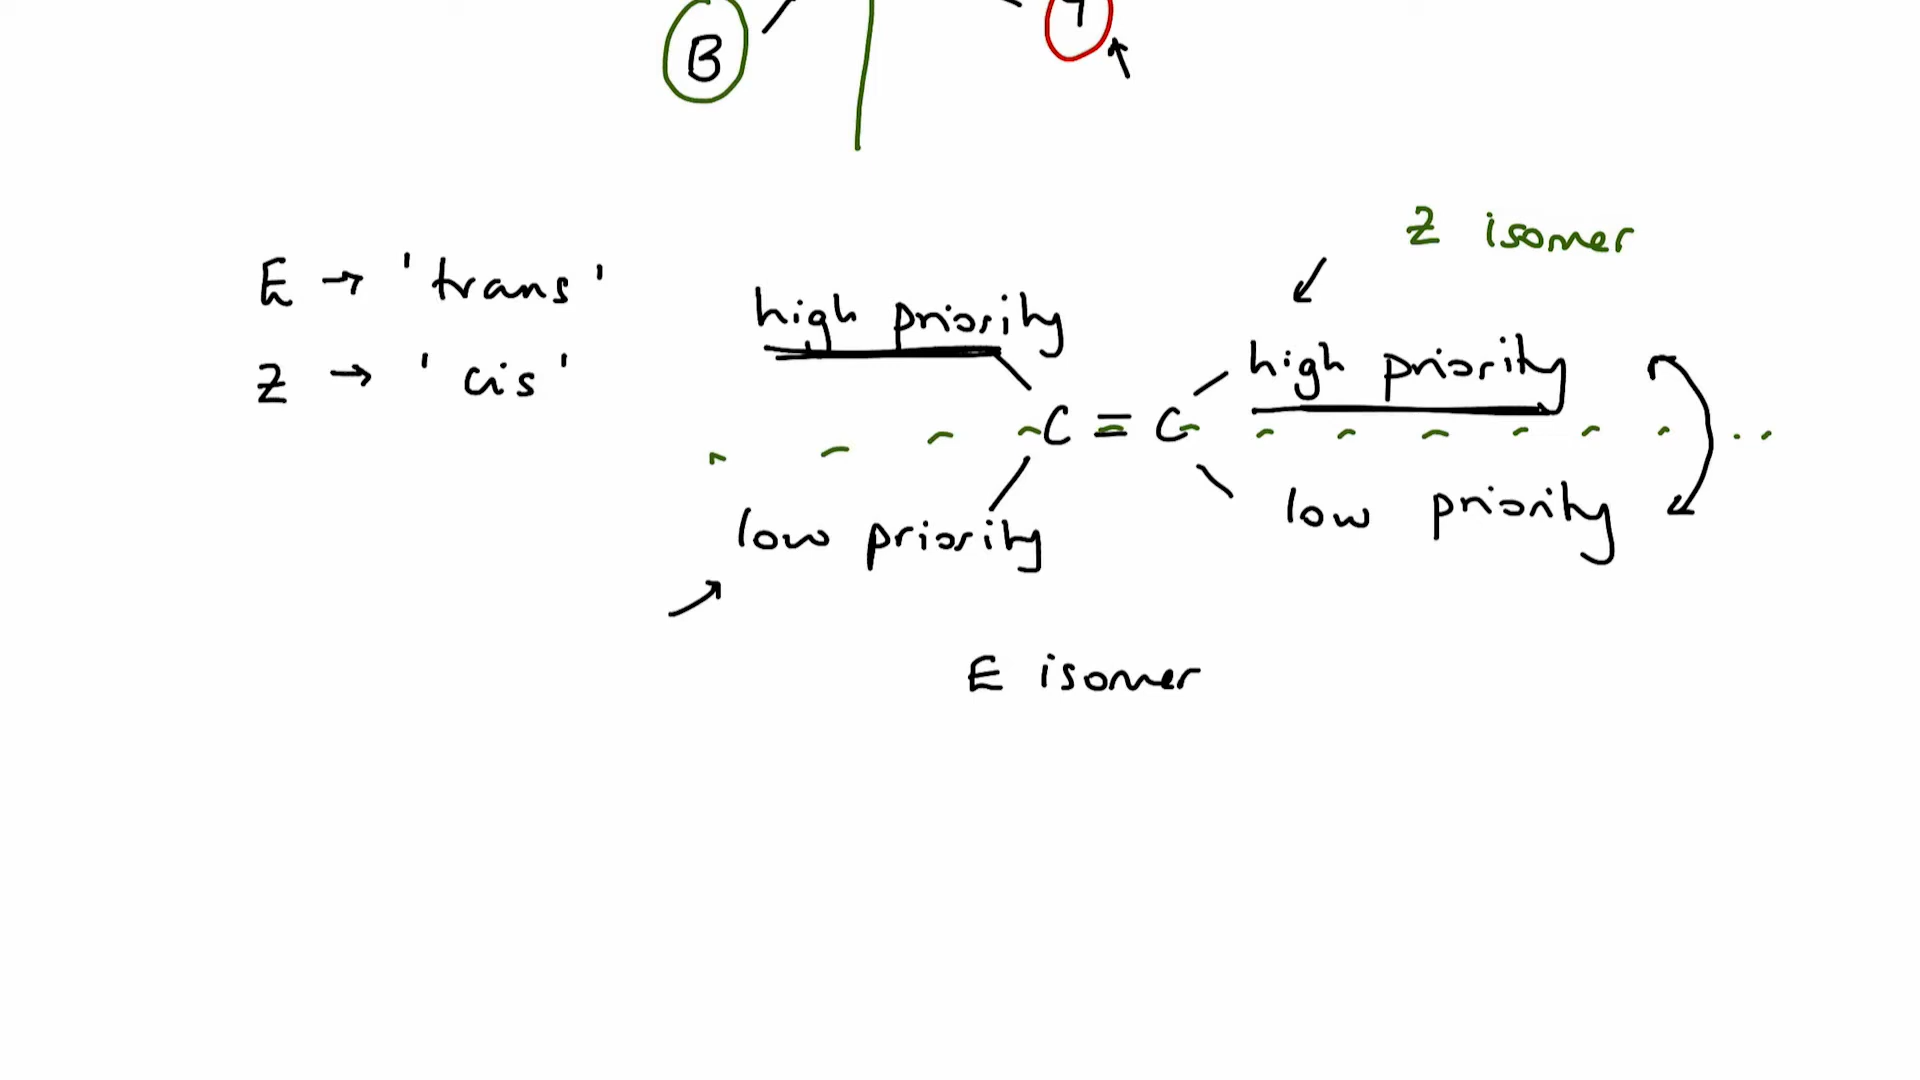 B
Z isomer
E → 'trans'
high priority
Z → 'cis'
high priority
C = C
low priority
low priority
E isomer